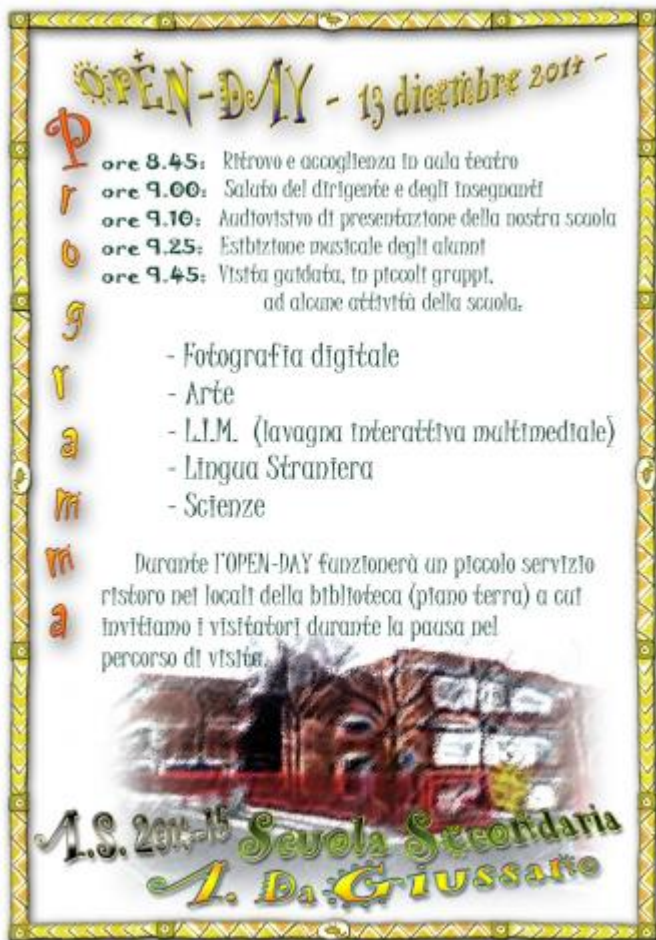 OPEN-DAY - 13 dicembre 2014 -
Programma
ore 8.45: Ritrovo e accoglienza in aula teatro
ore 9.00: Saluto del dirigente e degli insegnanti
ore 9.10: Audiovisivo di presentazione della nostra scuola
ore 9.25: Esibizione musicale degli alunni
ore 9.45: Visita guidata, in piccoli gruppi,
ad alcune attività della scuola:
- Fotografia digitale
- Arte
- L.I.M. (lavagna interattiva multimediale)
- Lingua Straniera
- Scienze
Durante l'OPEN-DAY funzionerà un piccolo servizio
ristoro nei locali della biblioteca (piano terra) a cui
invitiamo i visitatori durante la pausa nel
percorso di visita.
A.S. 2014-15 Scuola Secondaria
A. Da Giussano